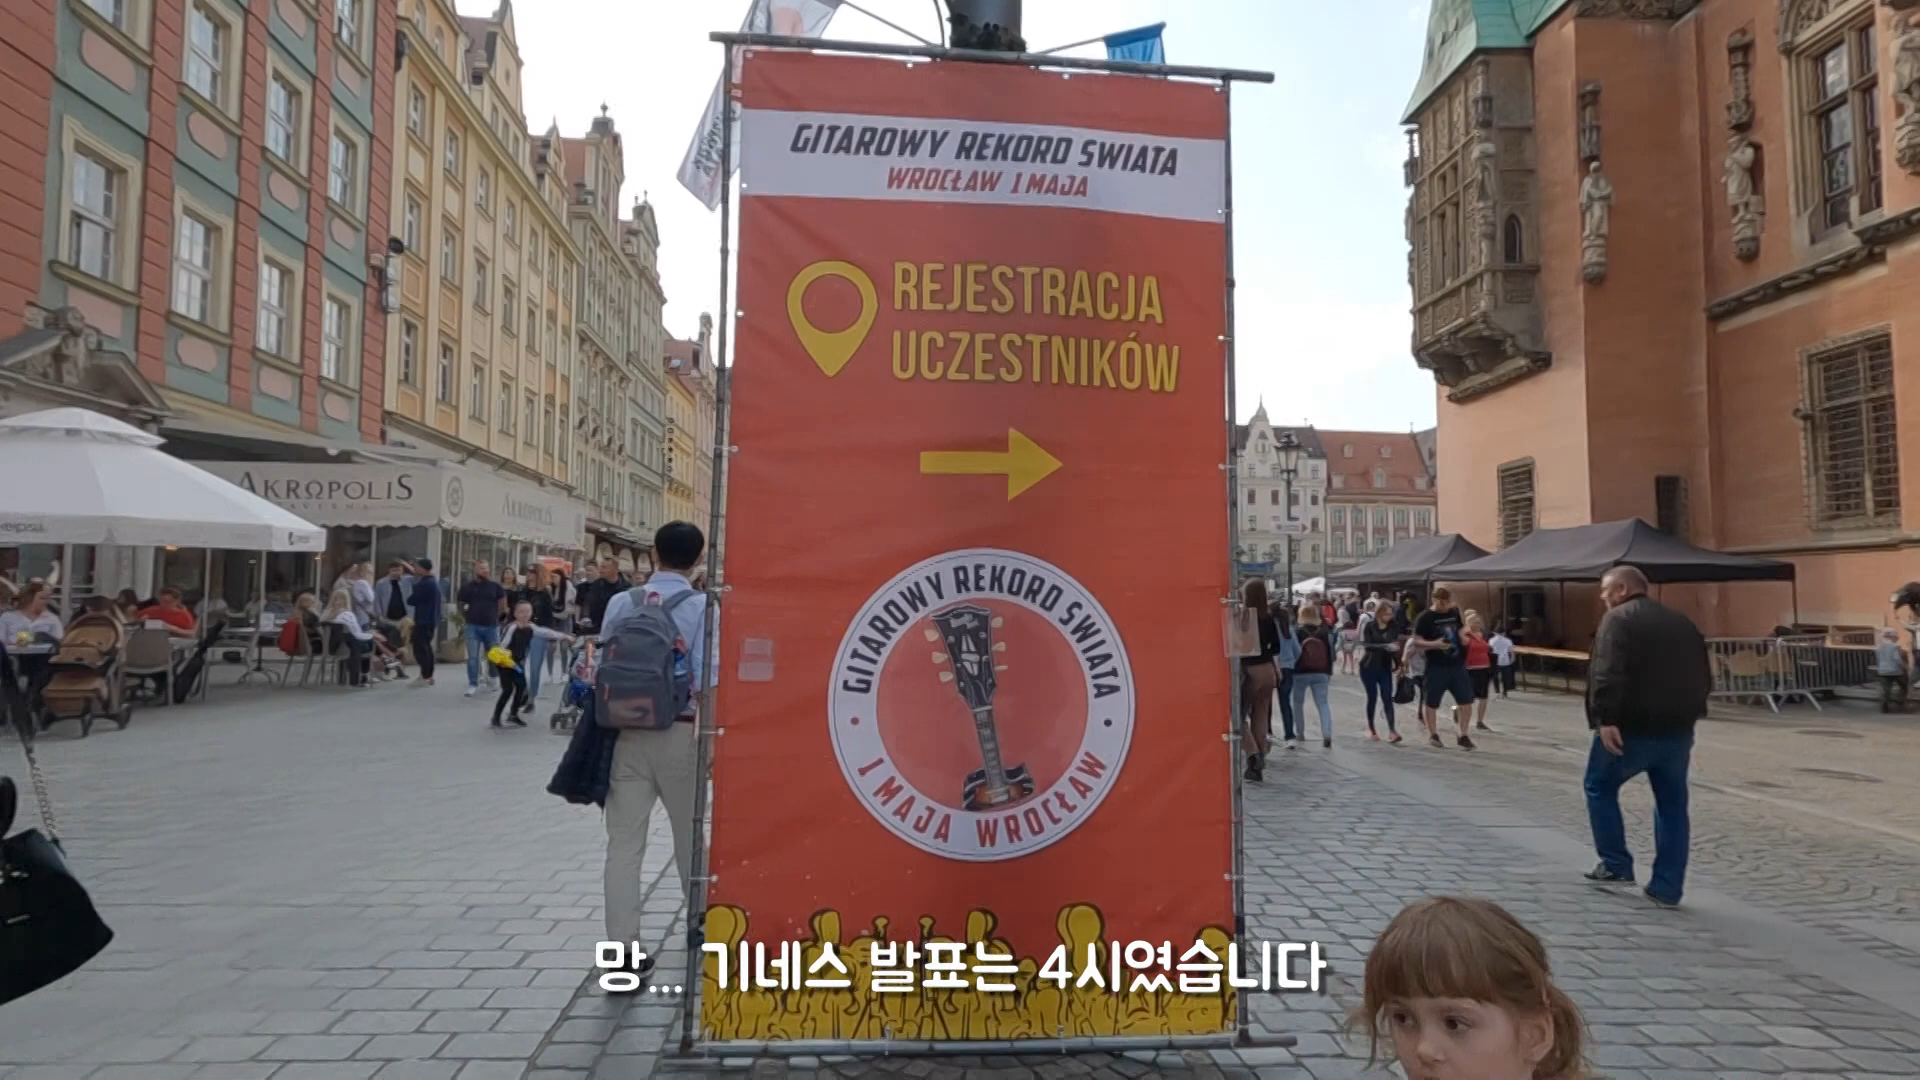 GITAROWY REKORD SWIATA
WROCŁAW 1 MAJA
REJESTRACJA
UCZESTNIKÓW
AKRΩPOLIS
AKROPOLIS
GITAROWY REKORD SWIATA
• 1 MAJA WROCŁAW •
망... 기네스 발표는 4시였습니다